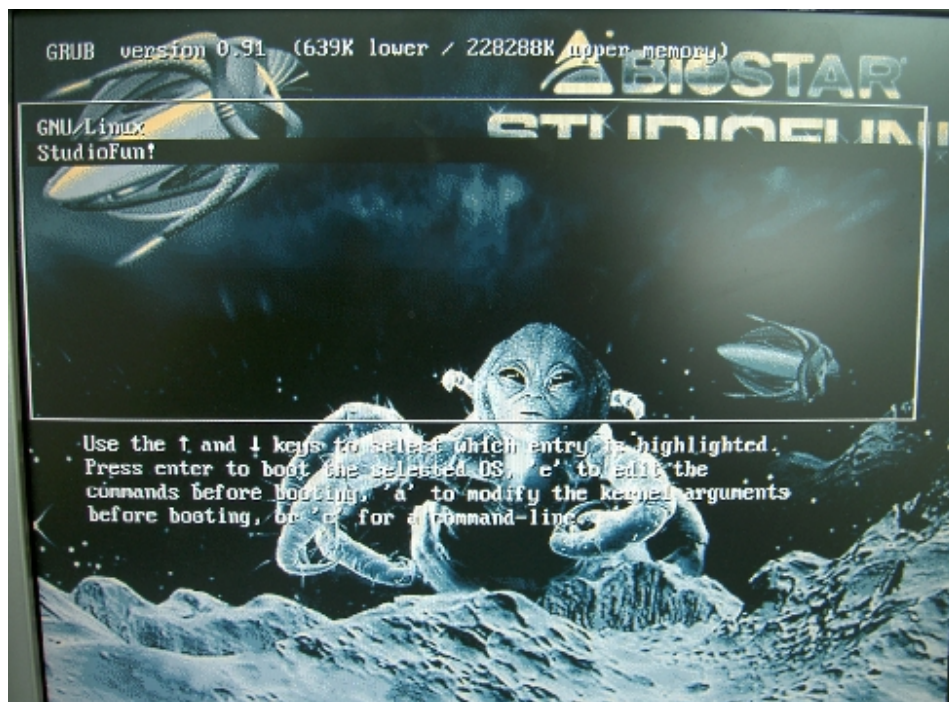 GRUB version 0.91 (639K lower / 228288K upper memory)
BIOSTAR
STUDIOFUN
GNU/Linux
StudioFun!
Use the ↑ and ↓ keys to select which entry is highlighted.
Press enter to boot the selected OS, 'e' to edit the
commands before booting, 'a' to modify the kernel arguments
before booting, or 'c' for a command-line.